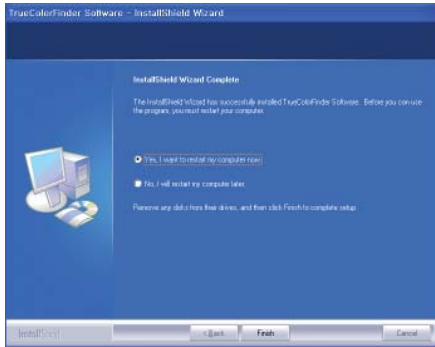 TrueColorFinder Software - InstallShield Wizard
InstallShield Wizard Complete
The InstallShield Wizard has successfully installed TrueColorFinder Software. Before you can use
the program, you must restart your computer.
Yes, I want to restart my computer now.
No, I will restart my computer later.
Remove any disks from their drives, and then click Finish to complete setup.
InstallShield
< Back
Finish
Cancel